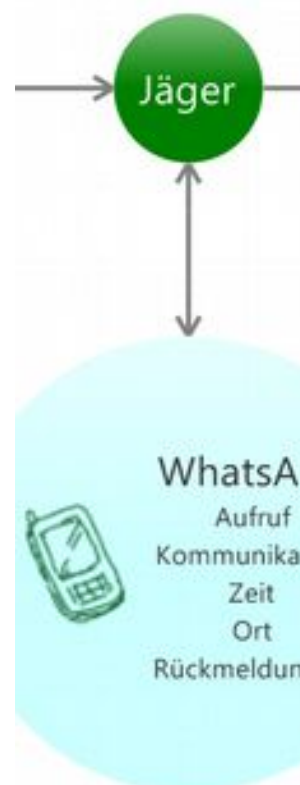 Jäger
WhatsA
Aufruf
Kommunika
Zeit
Ort
Rückmeldun